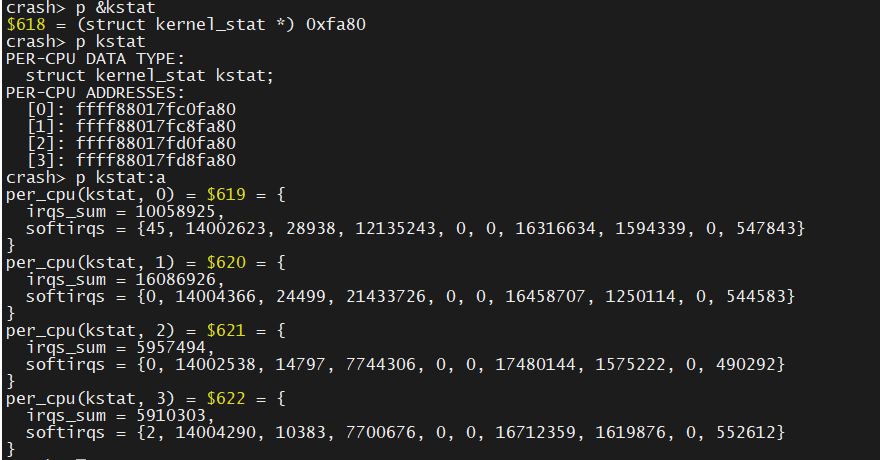 crash> p &kstat
$618 = (struct kernel_stat *) 0xfa80
crash> p kstat
PER-CPU DATA TYPE:
  struct kernel_stat kstat;
PER-CPU ADDRESSES:
  [0]: ffff88017fc0fa80
  [1]: ffff88017fc8fa80
  [2]: ffff88017fd0fa80
  [3]: ffff88017fd8fa80
crash> p kstat:a
per_cpu(kstat, 0) = $619 = {
  irqs_sum = 10058925,
  softirqs = {45, 14002623, 28938, 12135243, 0, 0, 16316634, 1594339, 0, 547843}
}
per_cpu(kstat, 1) = $620 = {
  irqs_sum = 16086926,
  softirqs = {0, 14004366, 24499, 21433726, 0, 0, 16458707, 1250114, 0, 544583}
}
per_cpu(kstat, 2) = $621 = {
  irqs_sum = 5957494,
  softirqs = {0, 14002538, 14797, 7744306, 0, 0, 17480144, 1575222, 0, 490292}
}
per_cpu(kstat, 3) = $622 = {
  irqs_sum = 5910303,
  softirqs = {2, 14004290, 10383, 7700676, 0, 0, 16712359, 1619876, 0, 552612}
}